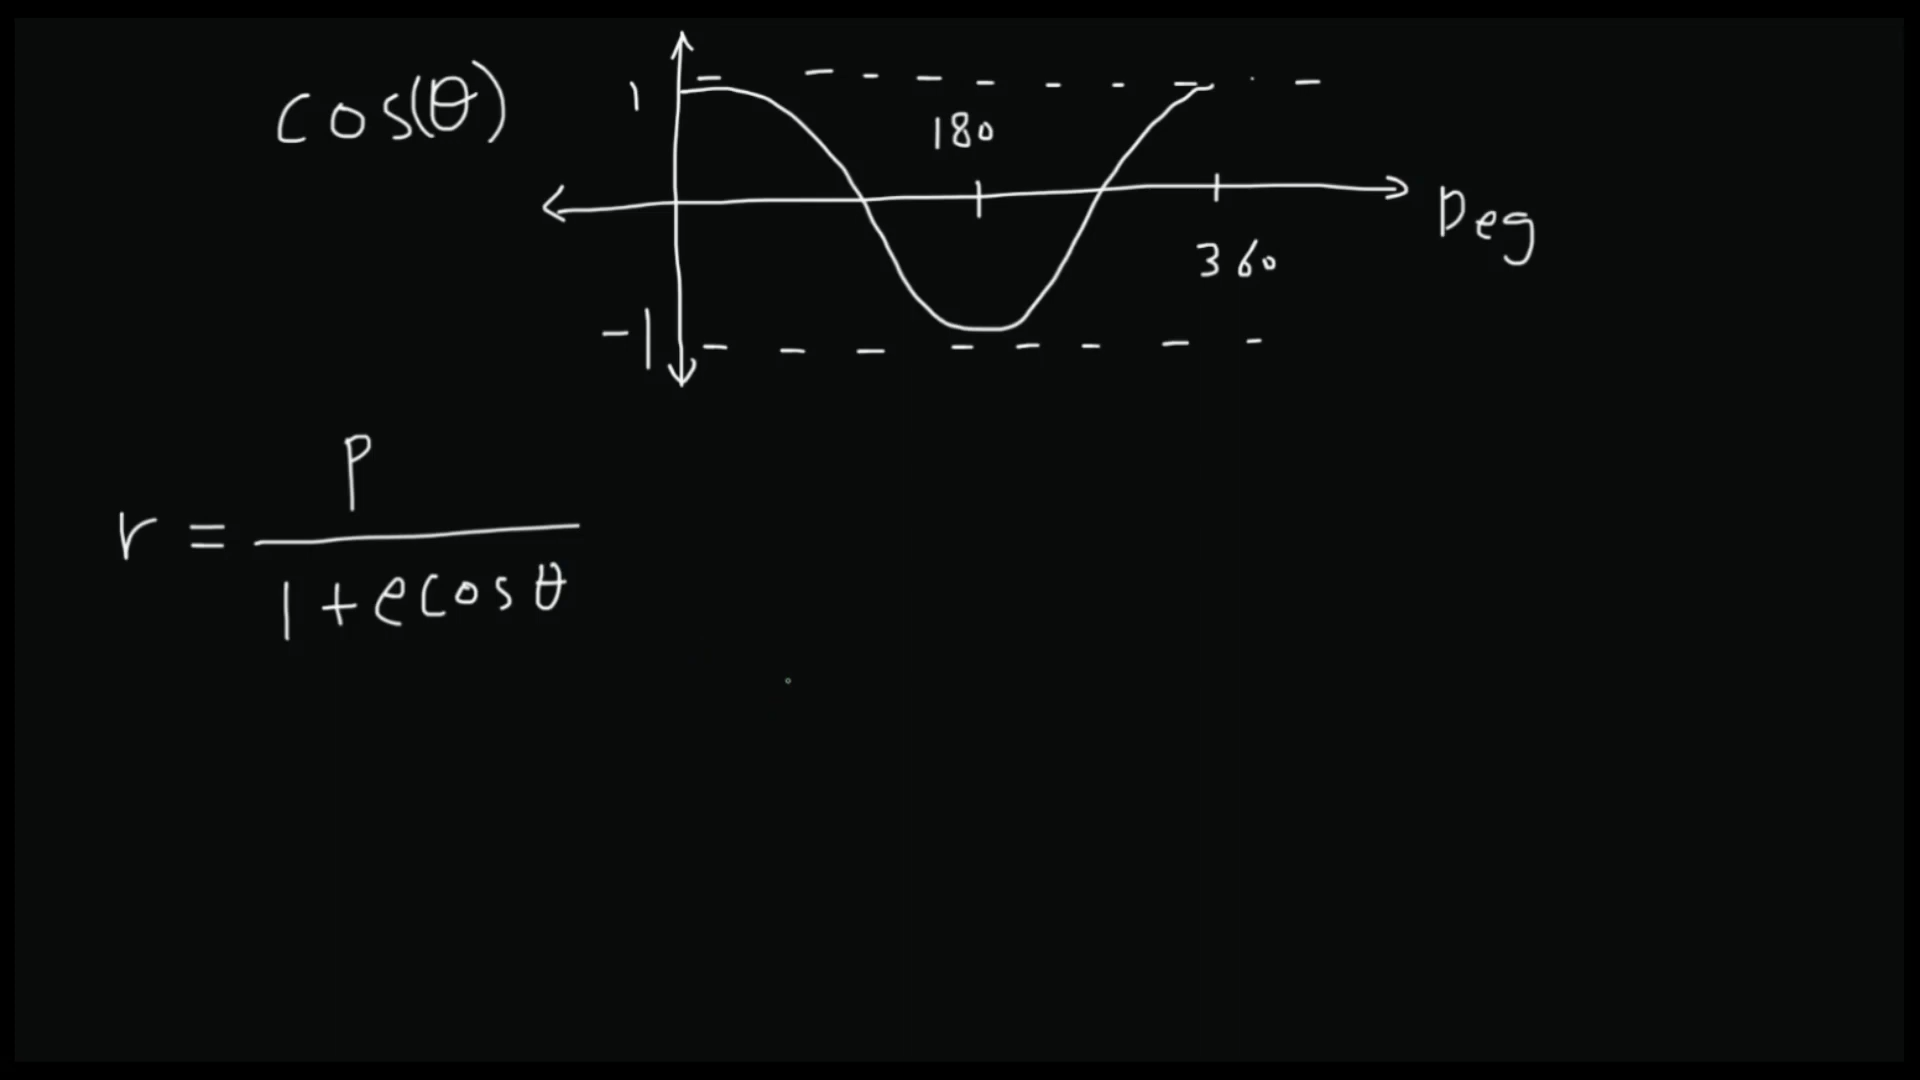 cos(θ)
1
180
Deg
360
-1
r = p / 1 + e cos θ